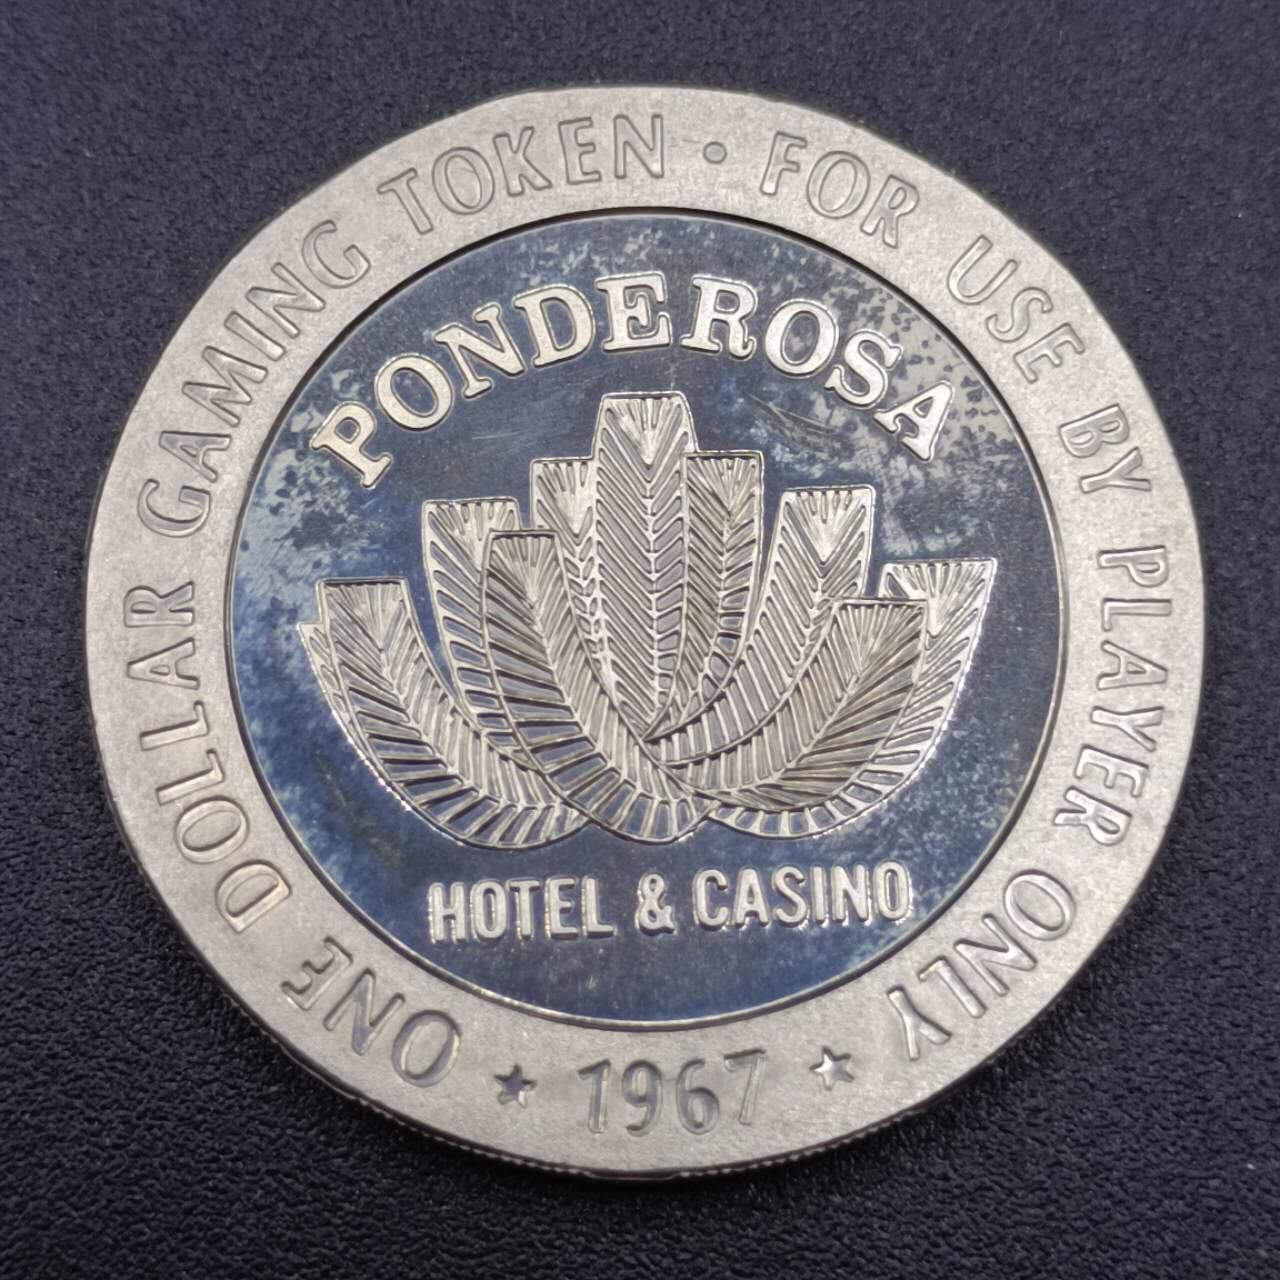 ONE DOLLAR GAMING TOKEN • FOR USE BY PLAYER ONLY
★ 1967 ★
PONDEROSA
HOTEL & CASINO